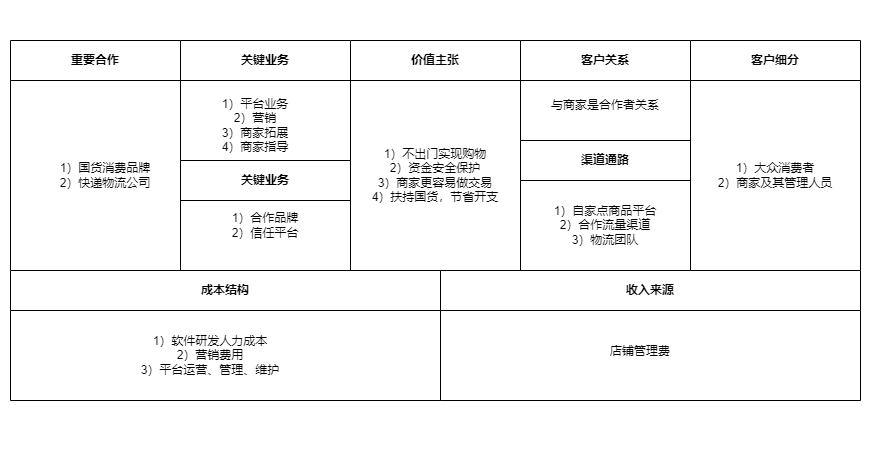 重要合作
1）国货消费品牌
2）快递物流公司
关键业务
1）平台业务
2）营销
3）商家拓展
4）商家指导
关键业务
1）合作品牌
2）信任平台
价值主张
1）不出门实现购物
2）资金安全保护
3）商家更容易做交易
4）扶持国货，节省开支
客户关系
与商家是合作者关系
渠道通路
1）自家点商品平台
2）合作流量渠道
3）物流团队
客户细分
1）大众消费者
2）商家及其管理人员
成本结构
1）软件研发人力成本
2）营销费用
3）平台运营、管理、维护
收入来源
店铺管理费